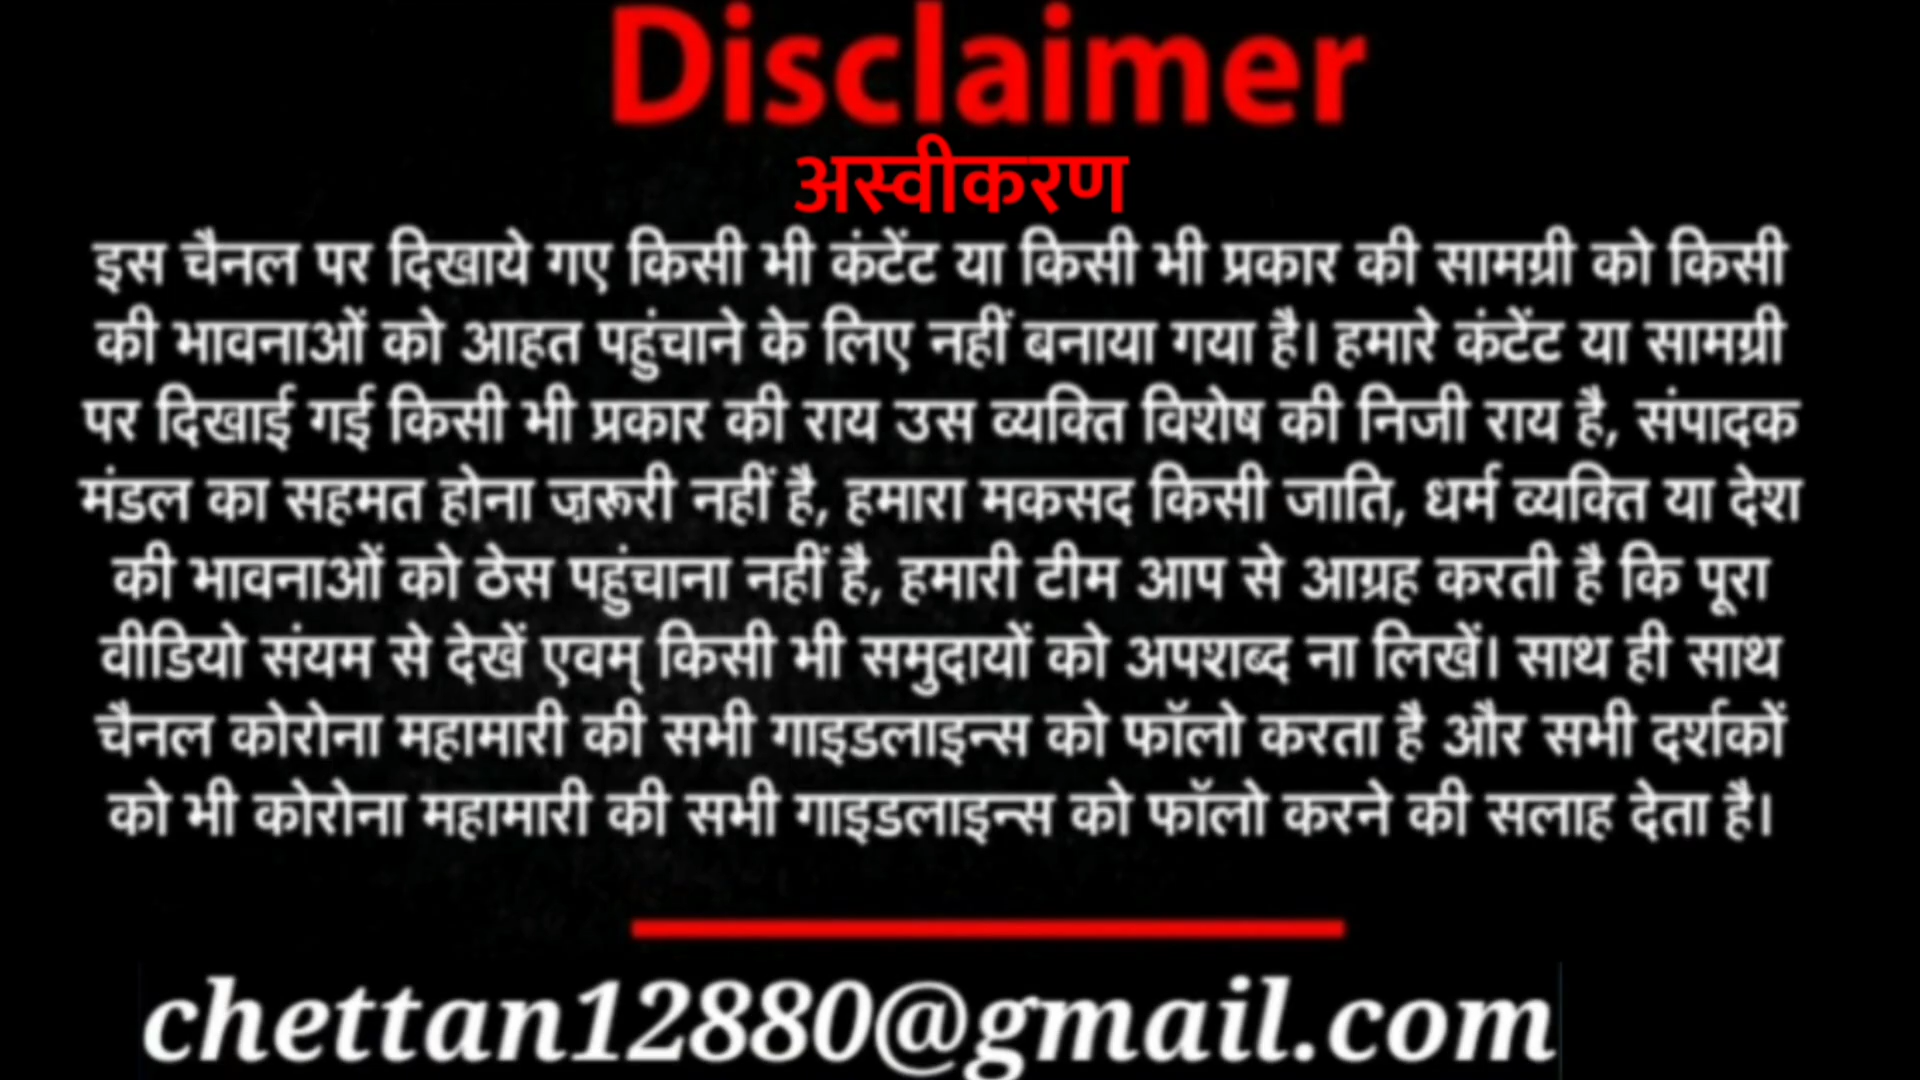 Disclaimer
अस्वीकरण
इस चैनल पर दिखाये गए किसी भी कंटेंट या किसी भी प्रकार की सामग्री को किसी
की भावनाओं को आहत पहुंचाने के लिए नहीं बनाया गया है। हमारे कंटेंट या सामग्री
पर दिखाई गई किसी भी प्रकार की राय उस व्यक्ति विशेष की निजी राय है, संपादक
मंडल का सहमत होना ज़रूरी नहीं है, हमारा मकसद किसी जाति, धर्म व्यक्ति या देश
की भावनाओं को ठेस पहुंचाना नहीं है, हमारी टीम आप से आग्रह करती है कि पूरा
वीडियो संयम से देखें एवम् किसी भी समुदायों को अपशब्द ना लिखें। साथ ही साथ
चैनल कोरोना महामारी की सभी गाइडलाइन्स को फॉलो करता है और सभी दर्शकों
को भी कोरोना महामारी की सभी गाइडलाइन्स को फॉलो करने की सलाह देता है।
chettan12880@gmail.com